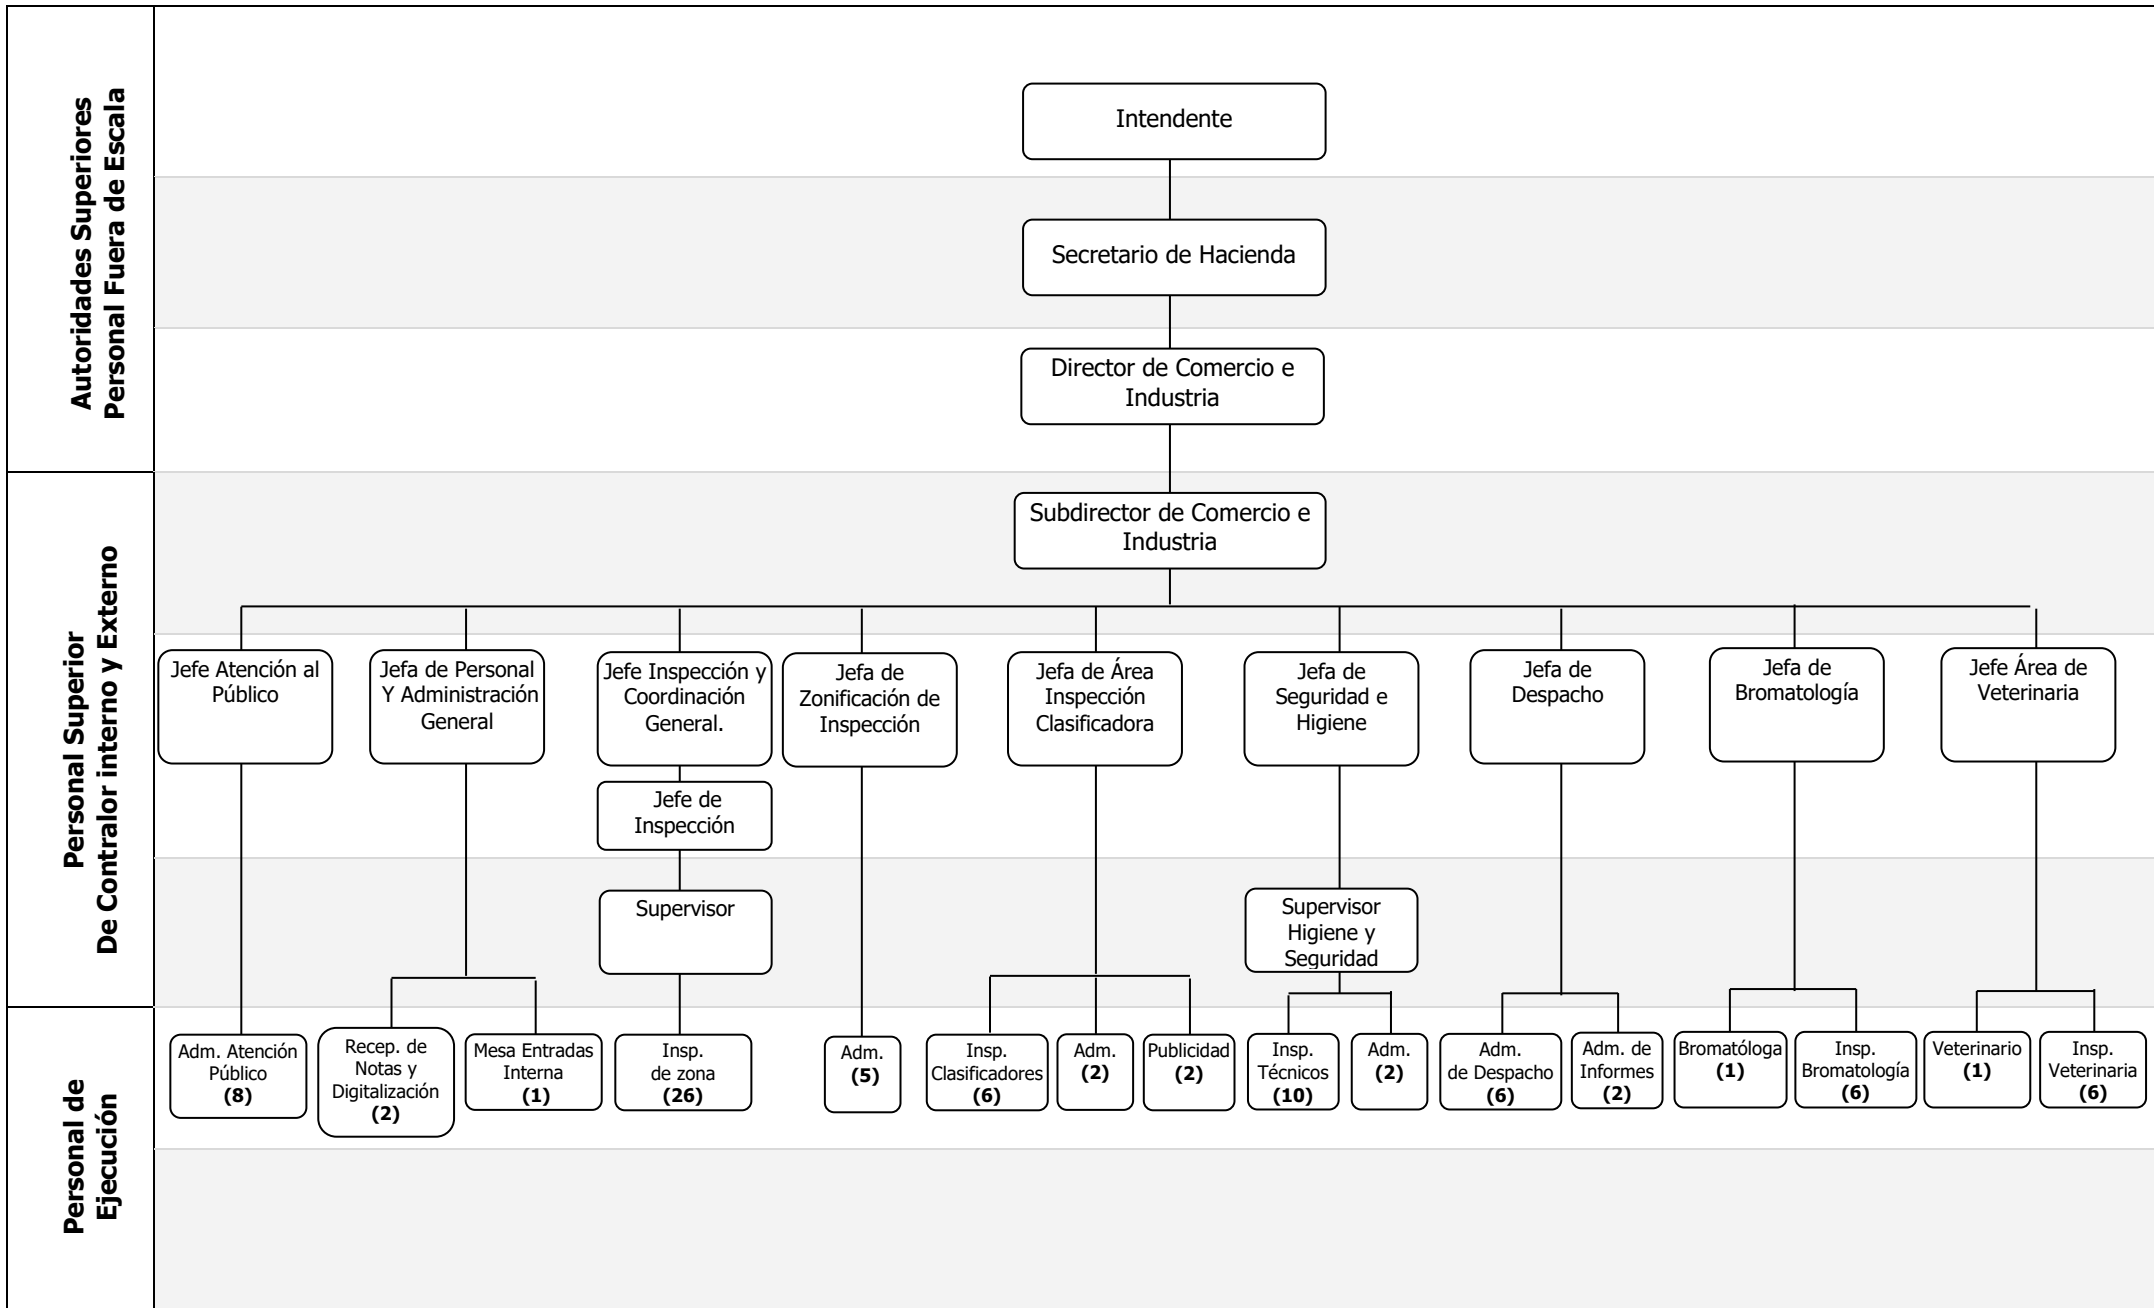 Autoridades Superiores
Personal Fuera de Escala
Intendente
Secretario de Hacienda
Director de Comercio e
Industria
Personal Superior
De Contralor interno y Externo
Subdirector de Comercio e
Industria
Jefe Atención al
Público
Jefa de Personal
Y Administración
General
Jefe Inspección y
Coordinación
General.
Jefa de
Zonificación de
Inspección
Jefa de Área
Inspección
Clasificadora
Jefa de
Seguridad e
Higiene
Jefa de
Despacho
Jefa de
Bromatología
Jefe Área de
Veterinaria
Jefe de
Inspección
Supervisor
Supervisor
Higiene y
Seguridad
Personal de
Ejecución
Adm. Atención
Público
(8)
Recep. de
Notas y
Digitalización
(2)
Mesa Entradas
Interna
(1)
Insp.
de zona
(26)
Adm.
(5)
Insp.
Clasificadores
(6)
Adm.
(2)
Publicidad
(2)
Insp.
Técnicos
(10)
Adm.
(2)
Adm.
de Despacho
(6)
Adm. de
Informes
(2)
Bromatóloga
(1)
Insp.
Bromatología
(6)
Veterinario
(1)
Insp.
Veterinaria
(6)